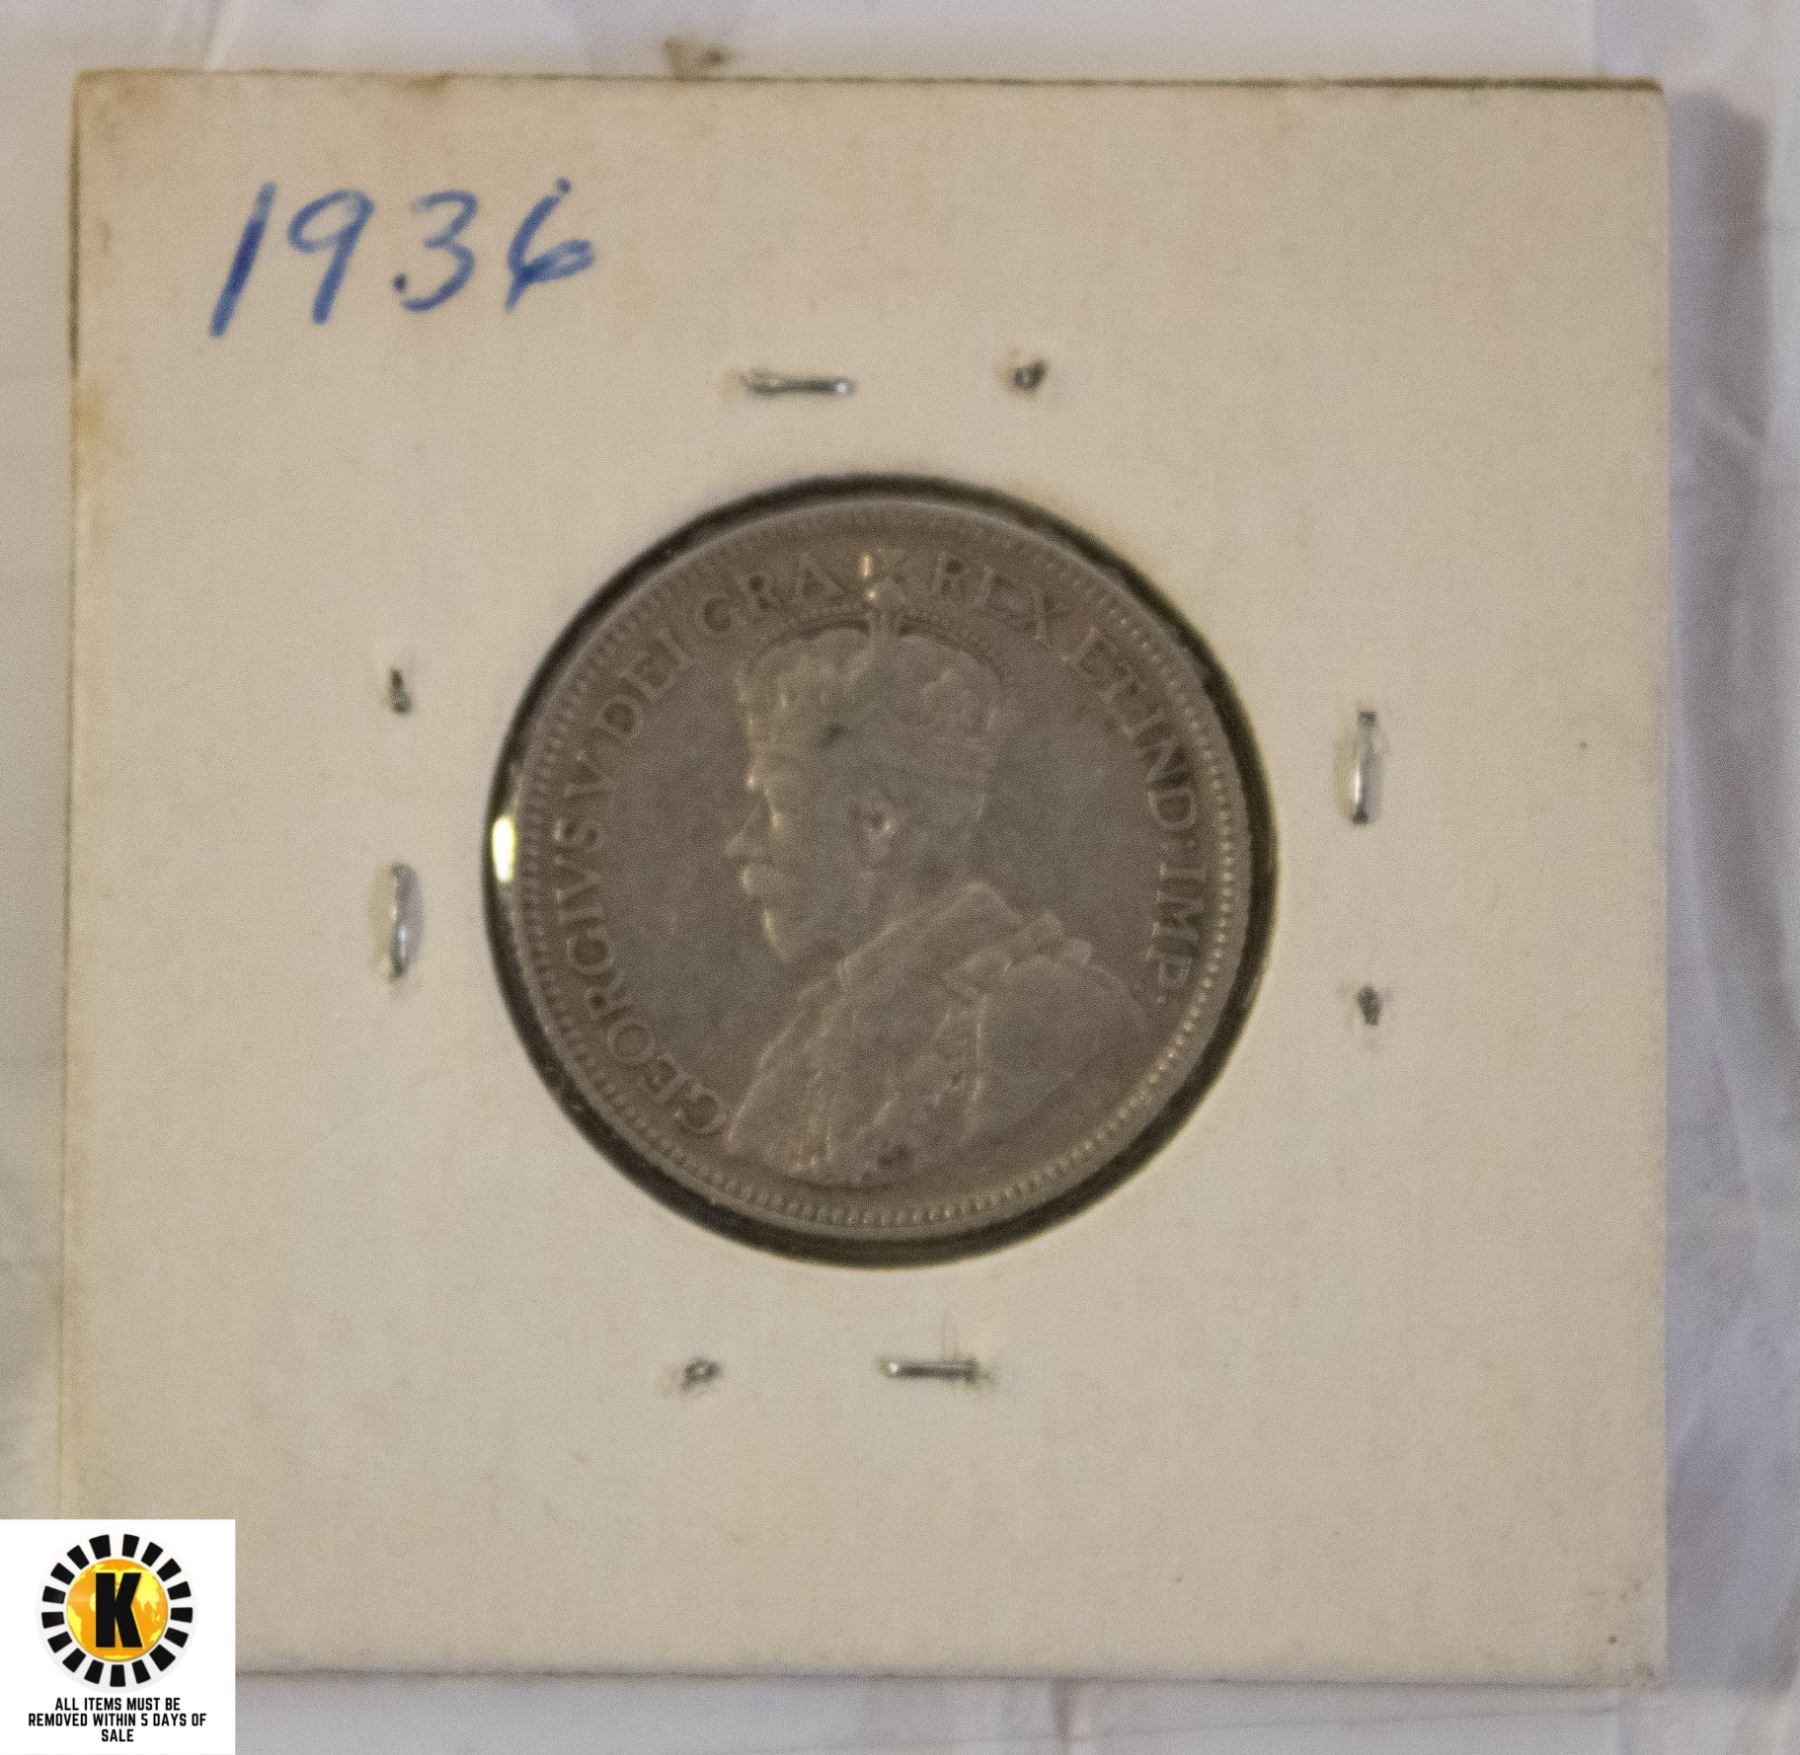 1936
GEORGIVS V DEI GRA: REX ET IND: IMP:
K
ALL ITEMS MUST BE
REMOVED WITHIN 5 DAYS OF
SALE